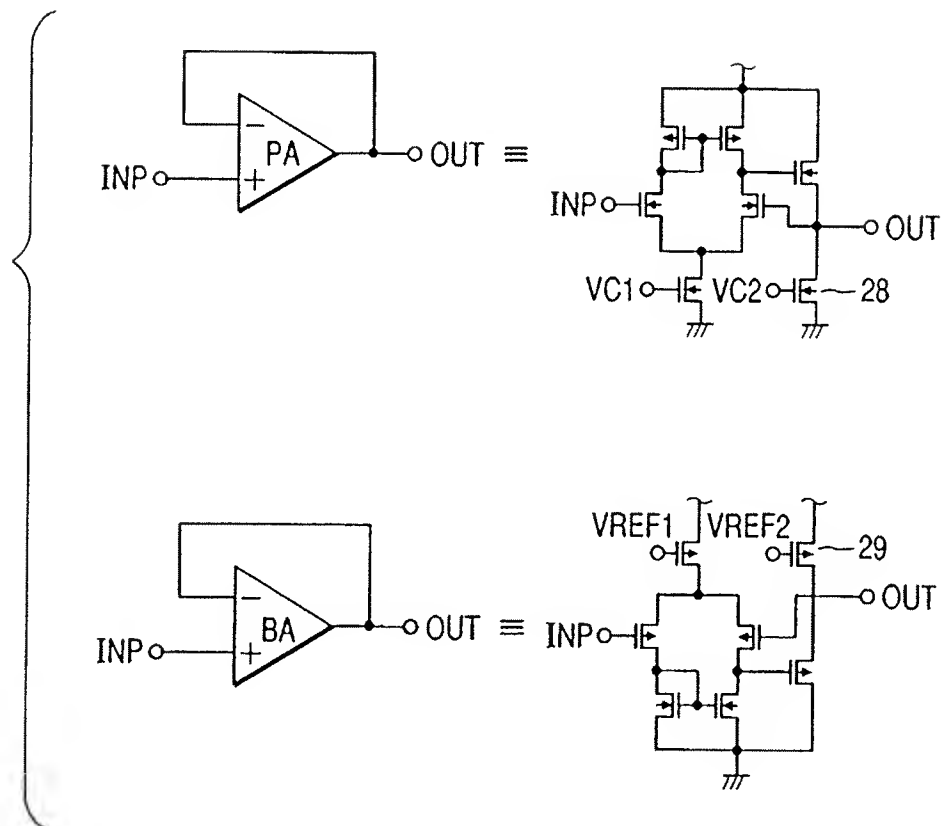 − PA
INP + OUT ≡
INP OUT
VC1 VC2 28
VREF1 VREF2 29
− BA
INP + OUT ≡
INP OUT